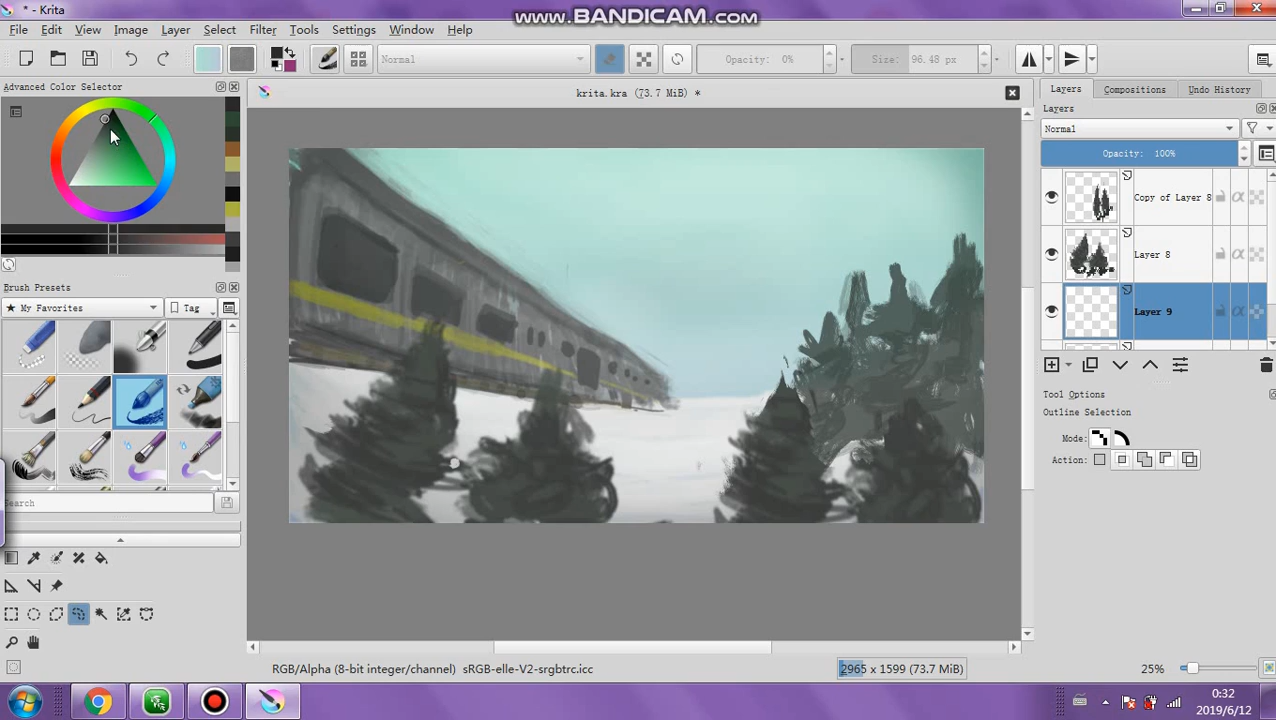 * - Krita
www.BANDICAM.com
File Edit View Image Layer Select Filter Tools Settings Window Help
Normal
Opacity: 0%
Size: 96.48 px
Advanced Color Selector
krita.kra (73.7 MiB) *
Layers Compositions Undo History
Layers
Normal
Opacity: 100%
Copy of Layer 8
Layer 8
Layer 9
Brush Presets
My Favorites
Tag
Search
Tool Options
Outline Selection
Mode:
Action:
RGB/Alpha (8-bit integer/channel) sRGB-elle-V2-srgbtrc.icc
2965 x 1599 (73.7 MiB)
25%
0:32
2019/6/12